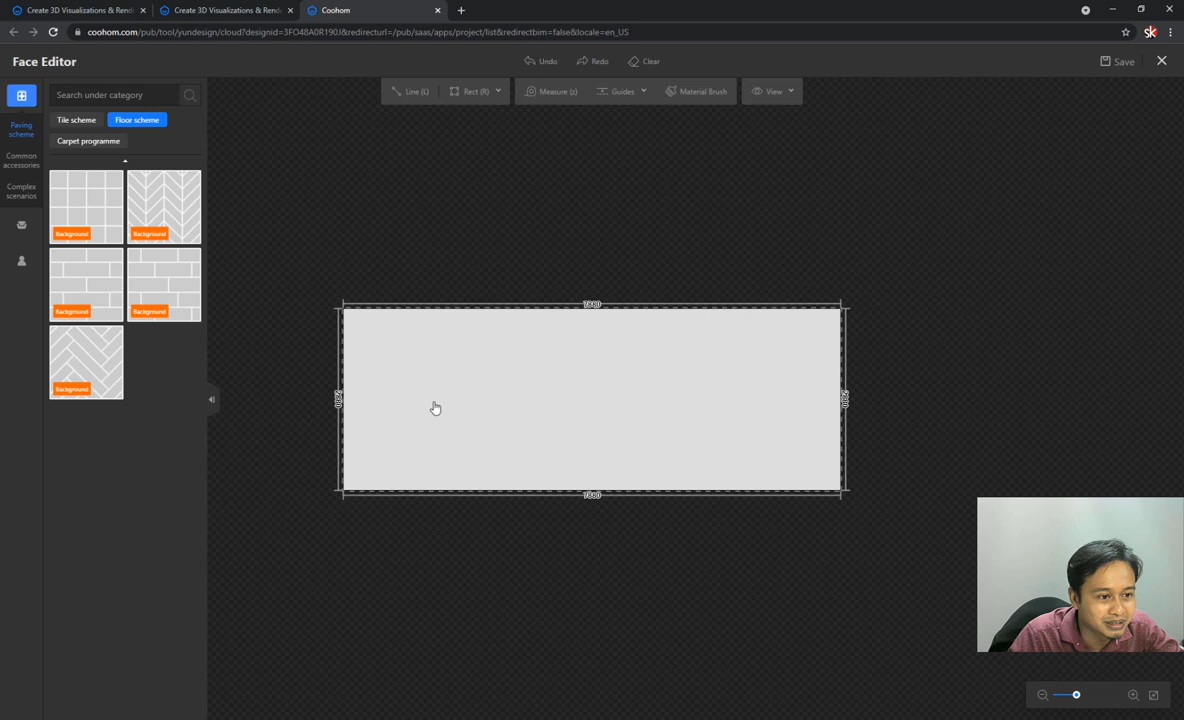 Create 3D Visualizations & Rend
Create 3D Visualizations & Rend
Coohom
coohom.com/pub/tool/yundesign/cloud?designid=3FO48A0R190J&redirecturl=/pub/saas/apps/project/list&redirectbim=false&locale=en_US
SK
Face Editor
Undo
Redo
Clear
Save
Search under category
Line (L)
Rect (R)
Measure (z)
Guides
Material Brush
View
Paving scheme
Tile scheme
Floor scheme
Common accessories
Carpet programme
Complex scenarios
Background
Background
Background
Background
Background
7880
7880